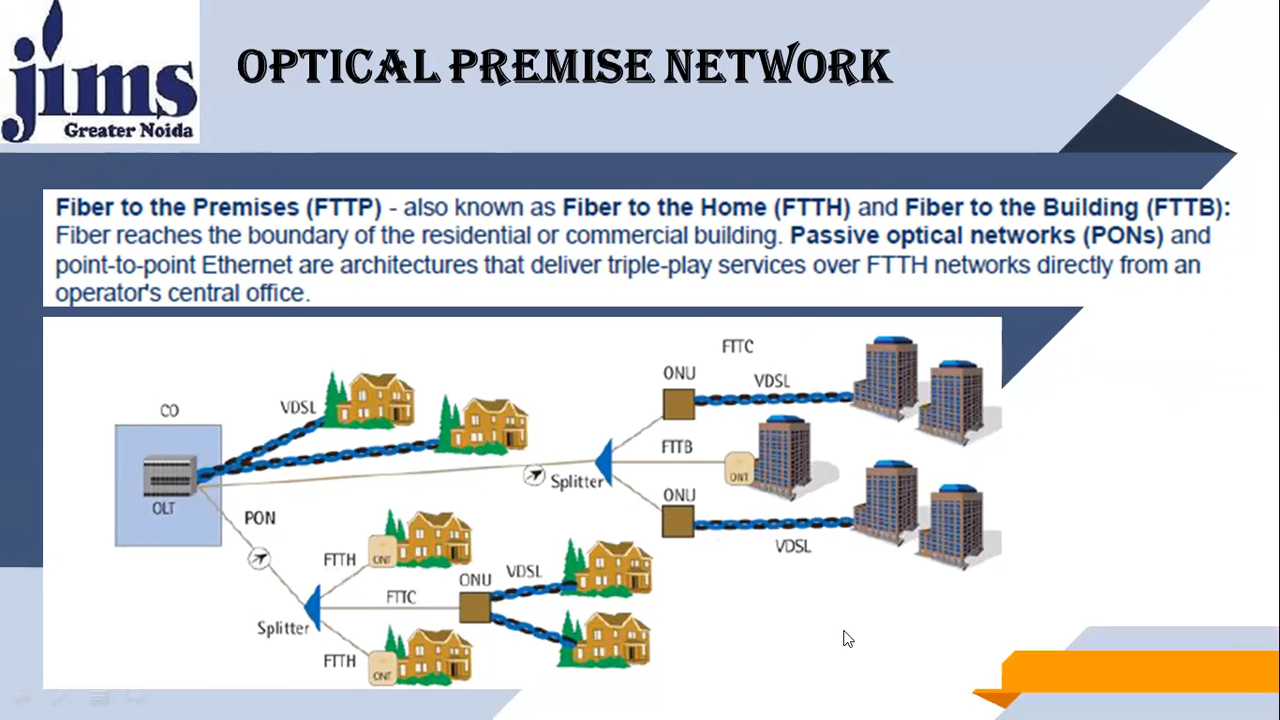 jims
Greater Noida
OPTICAL PREMISE NETWORK
Fiber to the Premises (FTTP) - also known as Fiber to the Home (FTTH) and Fiber to the Building (FTTB):
Fiber reaches the boundary of the residential or commercial building. Passive optical networks (PONs) and
point-to-point Ethernet are architectures that deliver triple-play services over FTTH networks directly from an
operator's central office.
FTTC
ONU
VDSL
CO
VDSL
FTTB
ONT
Splitter
OLT
ONU
PON
VDSL
FTTH
ONT
ONU
VDSL
FTTC
Splitter
FTTH
ONT